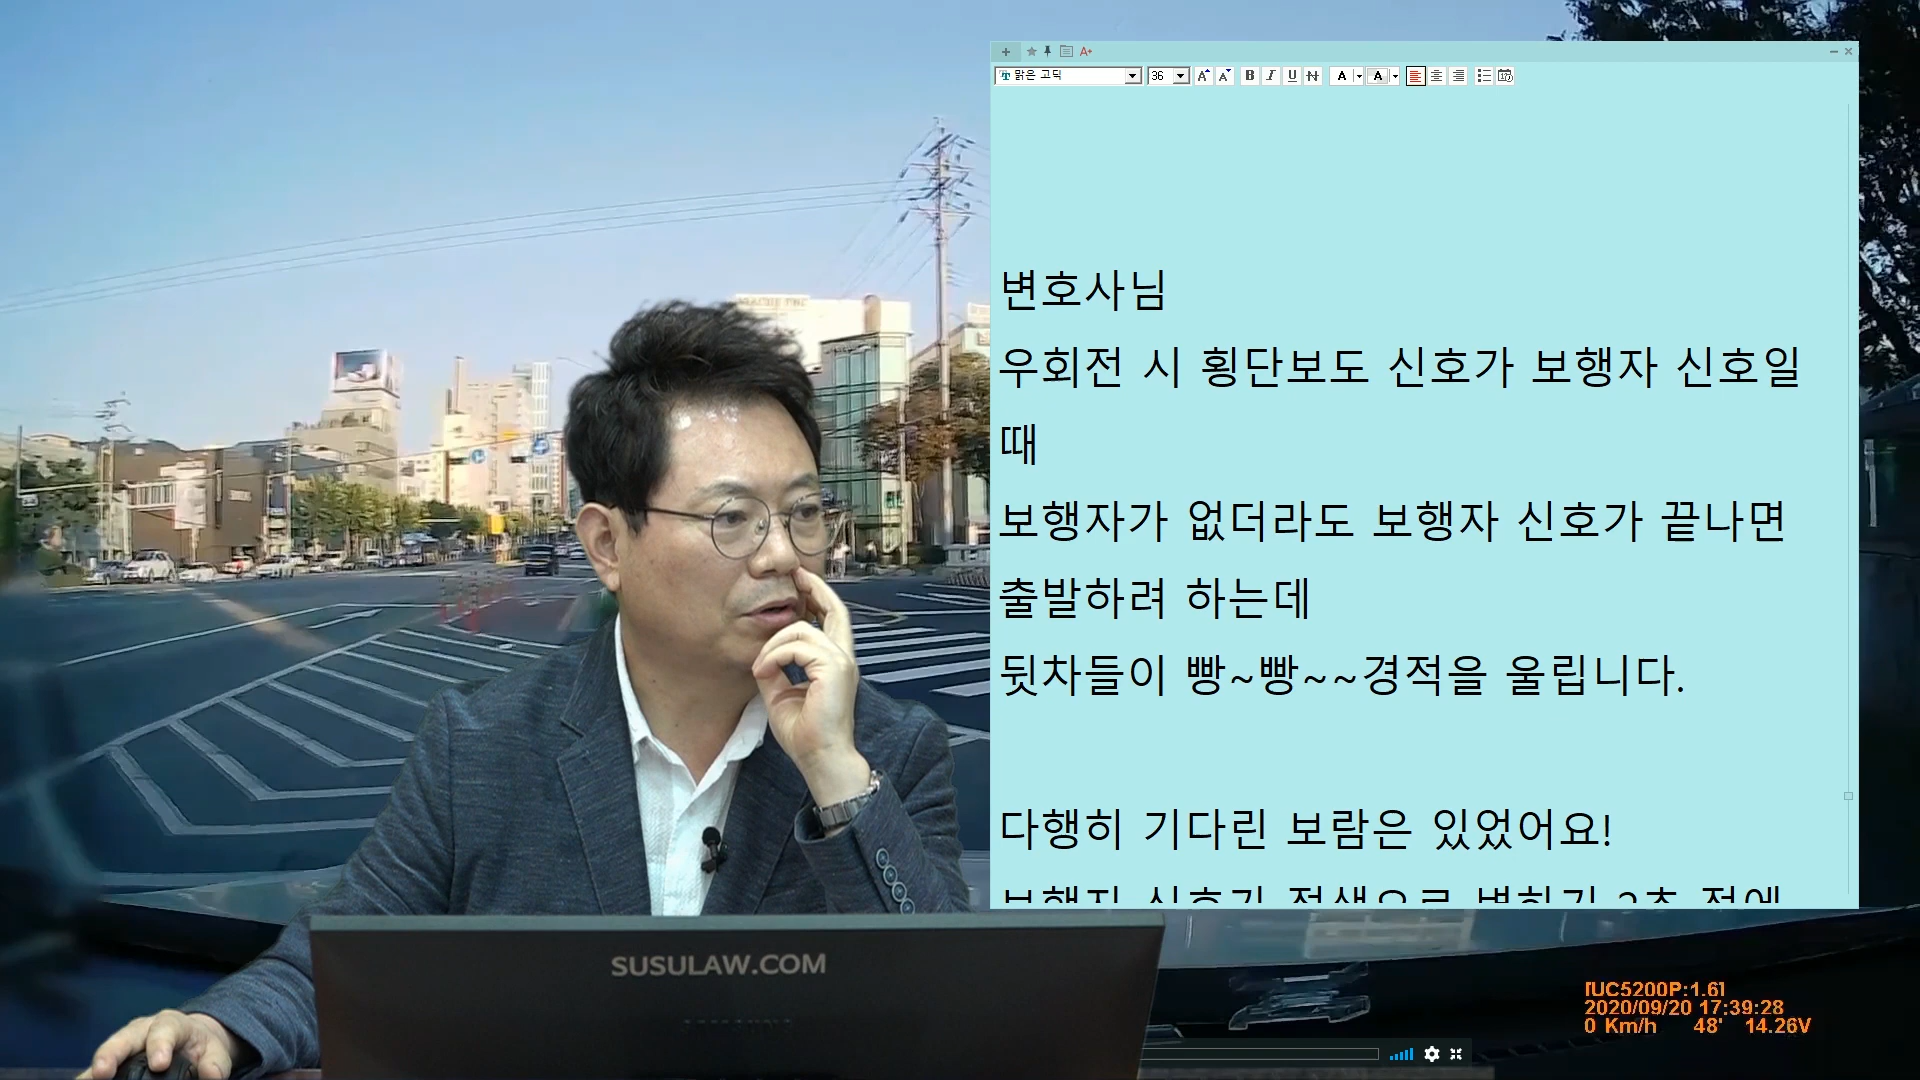 맑은 고딕
36
변호사님
우회전 시 횡단보도 신호가 보행자 신호일
때
보행자가 없더라도 보행자 신호가 끝나면
출발하려 하는데
뒷차들이 빵~빵~~경적을 울립니다.
다행히 기다린 보람은 있었어요!
SUSULAW.COM
[UC5200P:1.6]
2020/09/20 17:39:28
0 Km/h 48' 14.26V